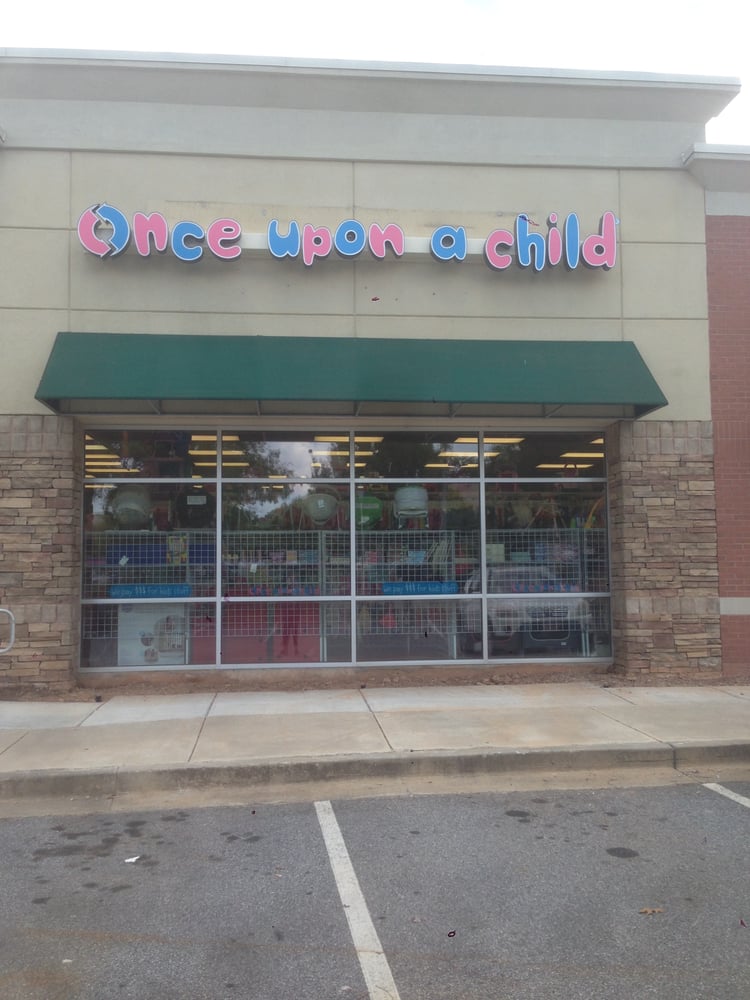 Once upon a child
we pay $$$ for kids stuff
we pay $$$ for kids stuff